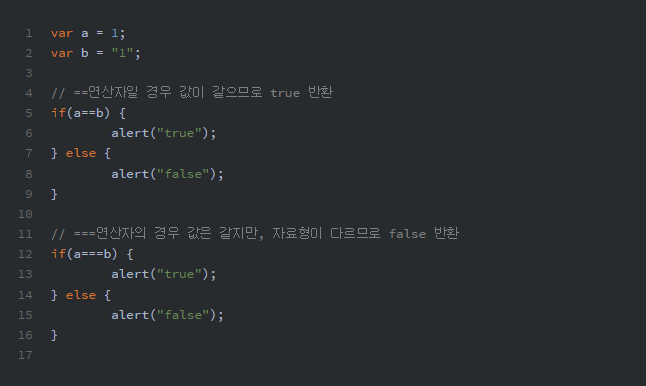 1 var a = 1;
2 var b = "1";
3
4 // ==연산자일 경우 값이 같으므로 true 반환
5 if(a==b) {
6         alert("true");
7 } else {
8         alert("false");
9 }
10
11 // ===연산자의 경우 값은 같지만, 자료형이 다르므로 false 반환
12 if(a===b) {
13         alert("true");
14 } else {
15         alert("false");
16 }
17